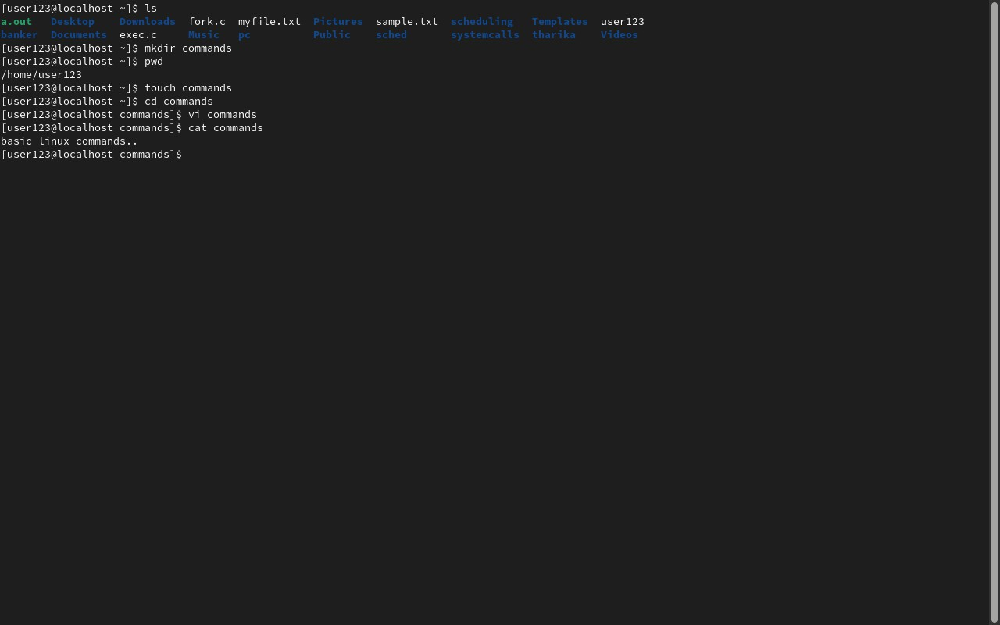 [user123@localhost ~]$ ls
a.out   Desktop    Downloads  fork.c  myfile.txt  Pictures  sample.txt  scheduling   Templates  user123
banker  Documents  exec.c     Music   pc          Public    sched       systemcalls  tharika    Videos
[user123@localhost ~]$ mkdir commands
[user123@localhost ~]$ pwd
/home/user123
[user123@localhost ~]$ touch commands
[user123@localhost ~]$ cd commands
[user123@localhost commands]$ vi commands
[user123@localhost commands]$ cat commands
basic linux commands..
[user123@localhost commands]$